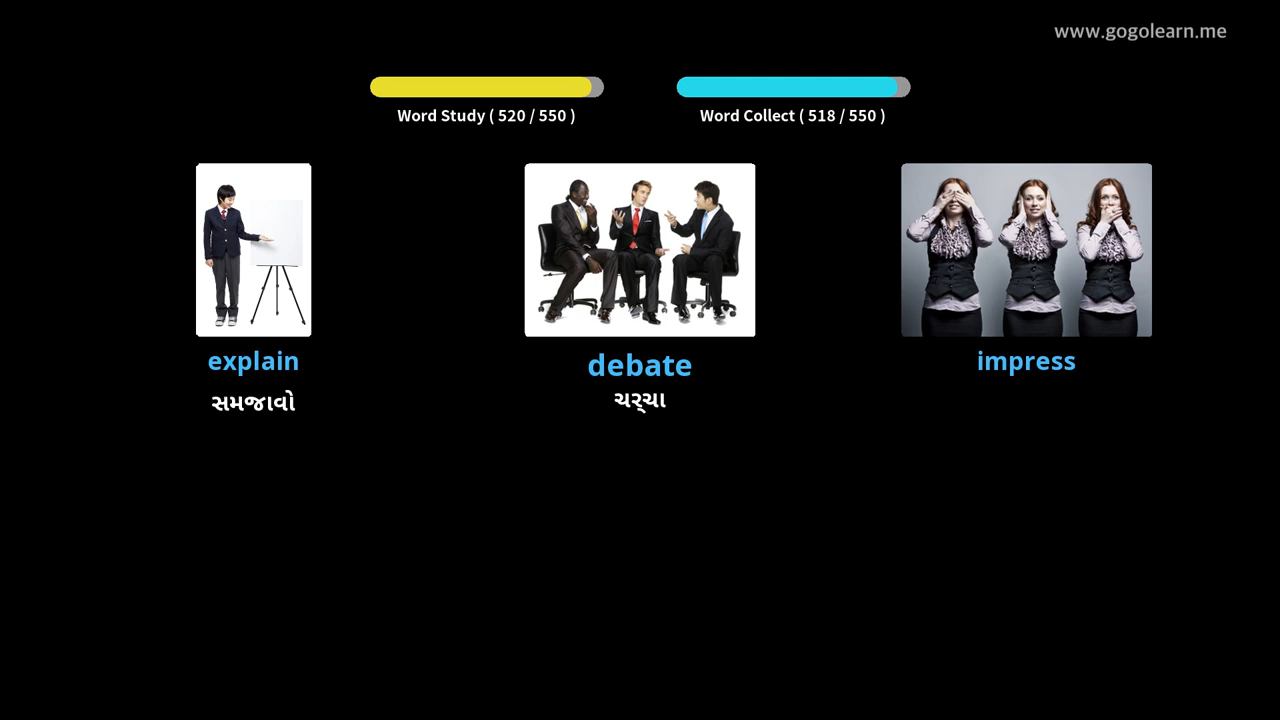 www.gogolearn.me
Word Study ( 520 / 550 )
Word Collect ( 518 / 550 )
explain
debate
impress
સમજાવો
ચર્ચા